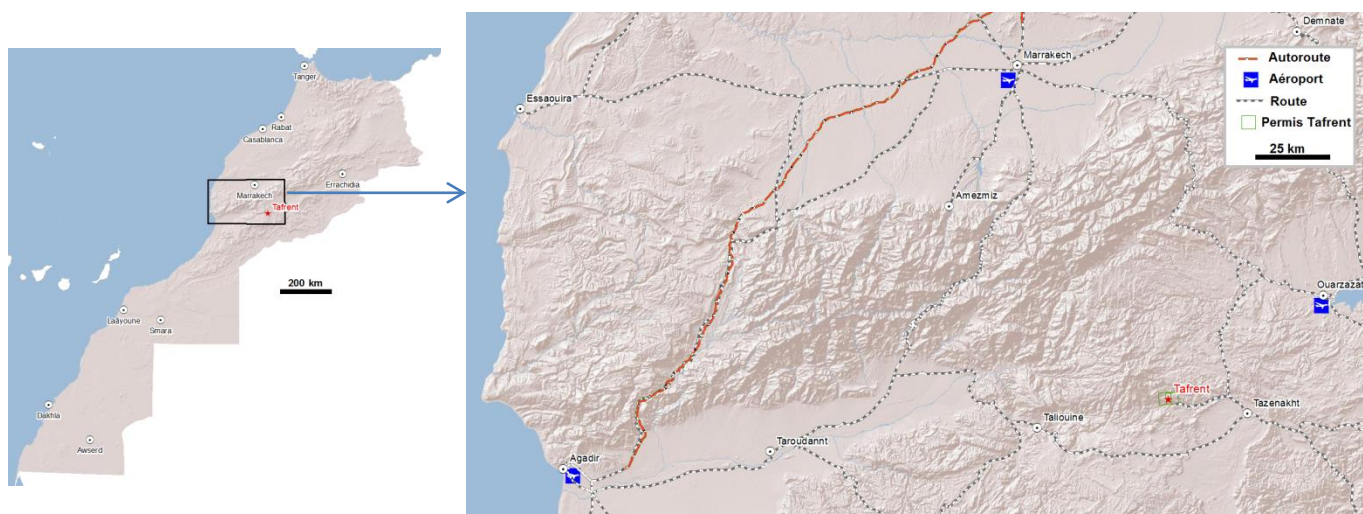 Tanger
Rabat
Casablanca
Marrakech
Errachidia
Tafrent
200 km
Laâyoune
Smara
Dakhla
Awserd
Demnate
Marrakech
Essaouira
Amezmiz
Ouarzazat
Tafrent
Tazenakht
Taliouine
Taroudannt
Agadir
Autoroute
Aéroport
Route
Permis Tafrent
25 km